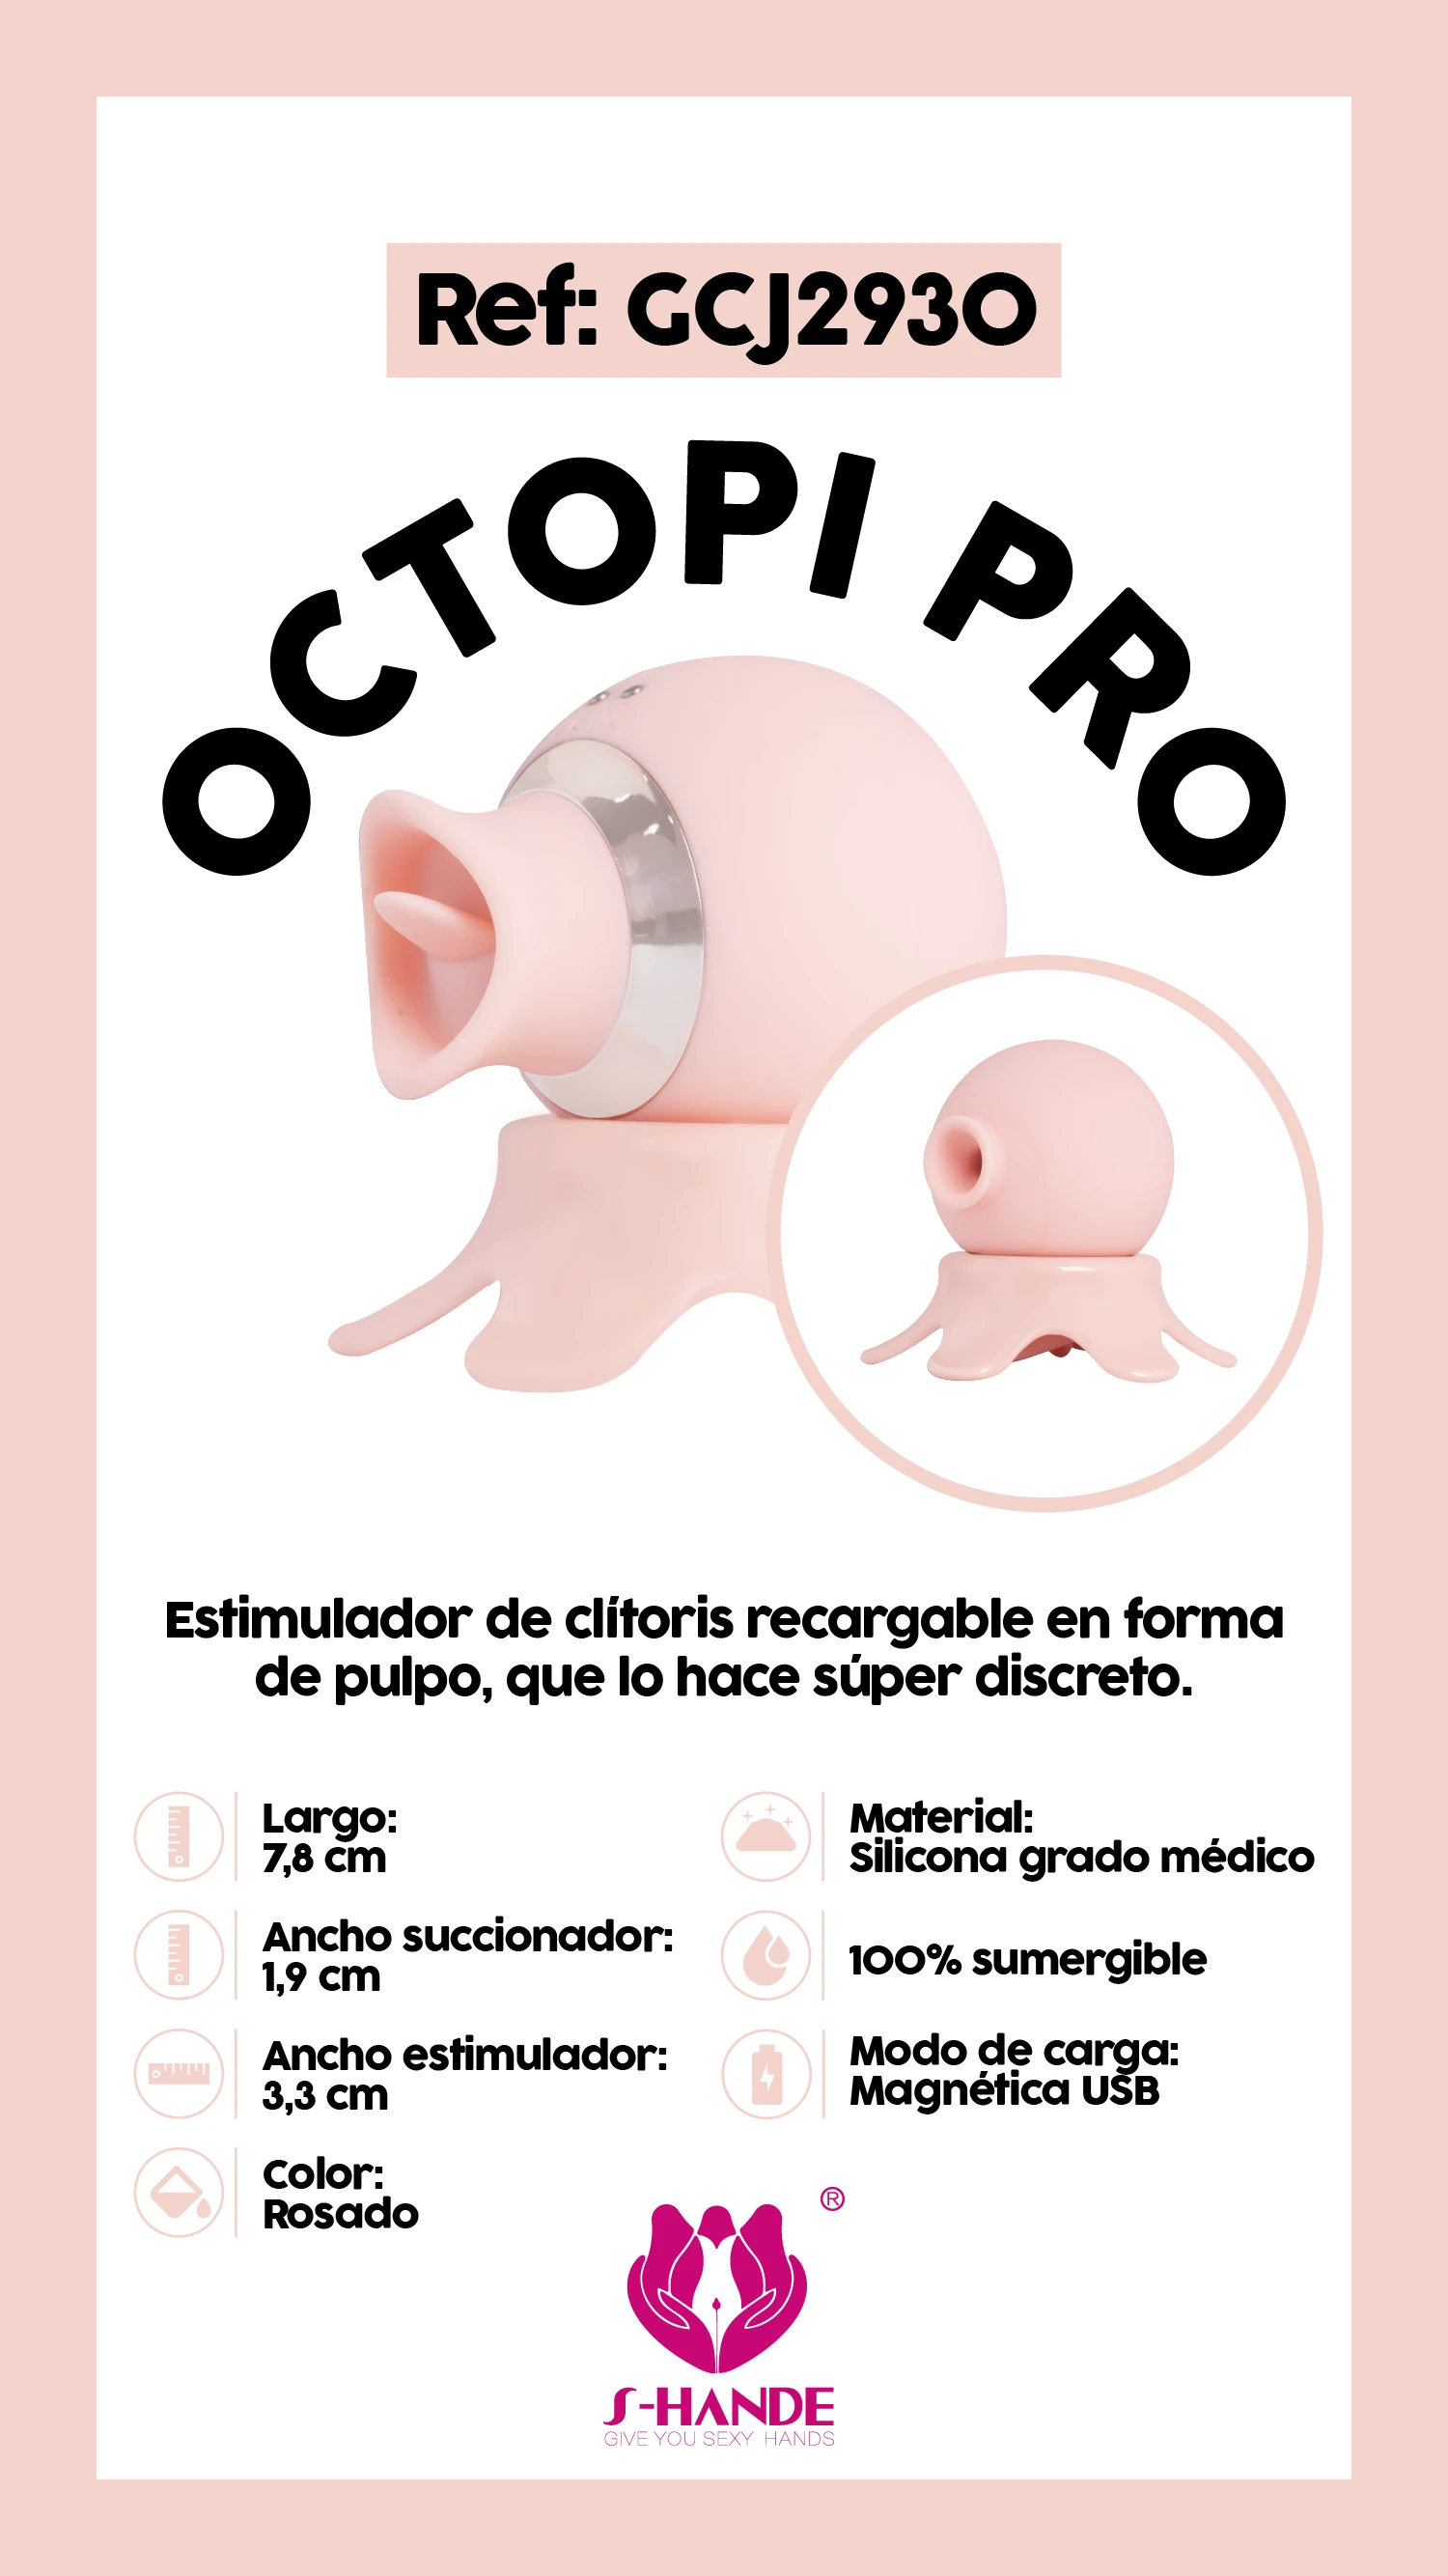 Ref: GCJ2930
OCTOPI PRO
Estimulador de clítoris recargable en forma
de pulpo, que lo hace súper discreto.
Largo:
7,8 cm
Ancho succionador:
1,9 cm
Ancho estimulador:
3,3 cm
Color:
Rosado
Material:
Silicona grado médico
100% sumergible
Modo de carga:
Magnética USB
®
S-HANDE
GIVE YOU SEXY HANDS